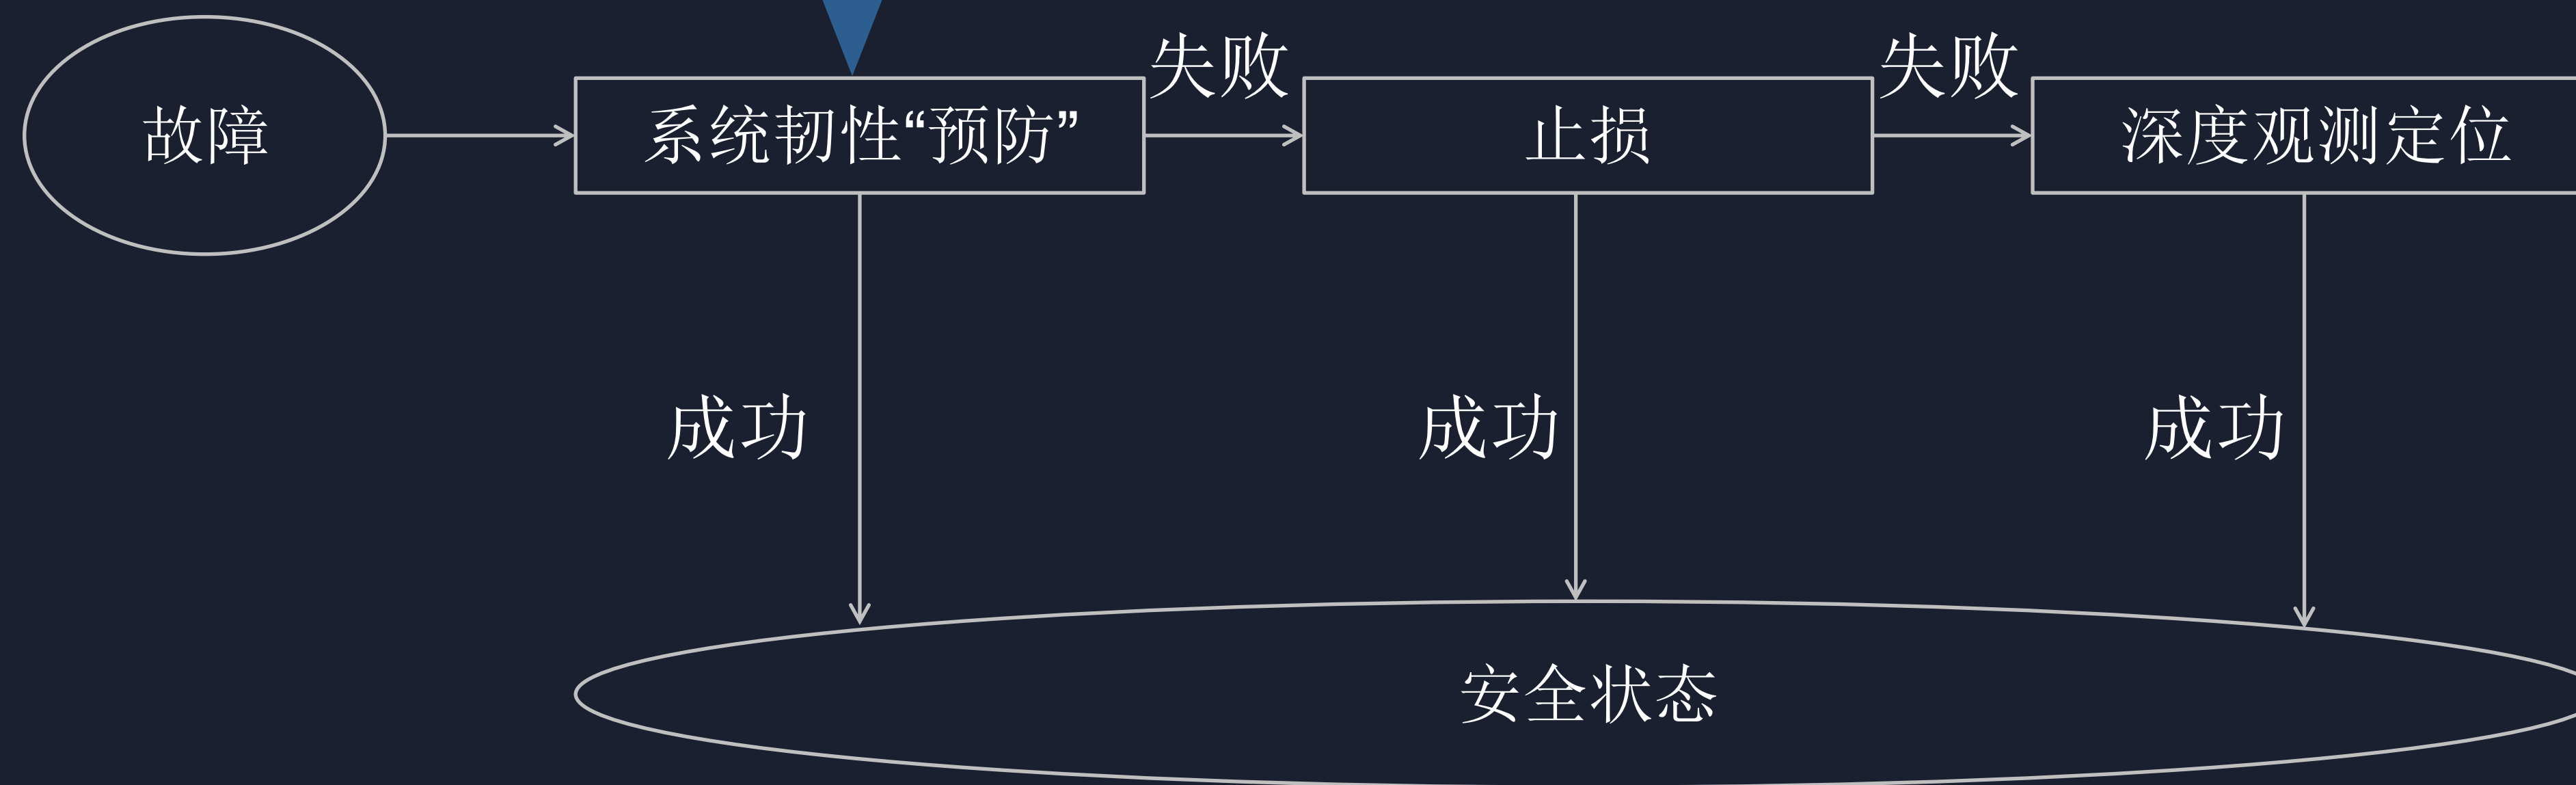 失败
失败
故障
系统韧性“预防”
止损
深度观测定位
成功
成功
成功
安全状态